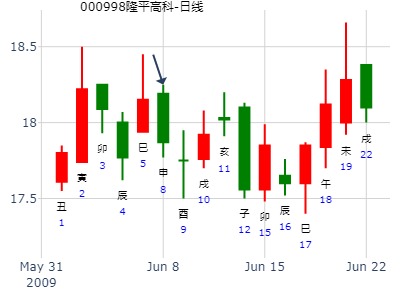 000998隆平高科-日线
18.5
18
17.5
丑
1
寅
2
卯
3
辰
4
巳
5
申
8
酉
9
戌
10
亥
11
子
12
卯
15
辰
16
巳
17
午
18
未
19
戌
22
May 31
2009
Jun 8
Jun 15
Jun 22